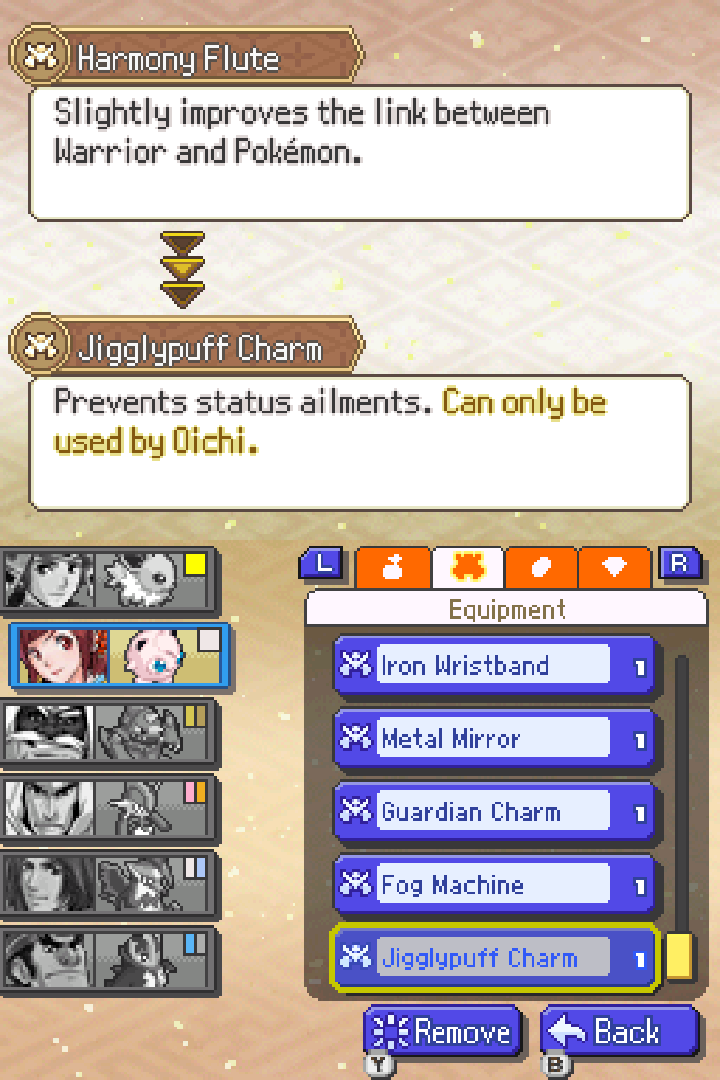 Harmony Flute
Slightly improves the link between
Warrior and Pokémon.
Jigglypuff Charm
Prevents status ailments. Can only be
used by Oichi.
L
R
Equipment
Iron Wristband 1
Metal Mirror 1
Guardian Charm 1
Fog Machine 1
Jigglypuff Charm 1
Remove
Back
Y
B